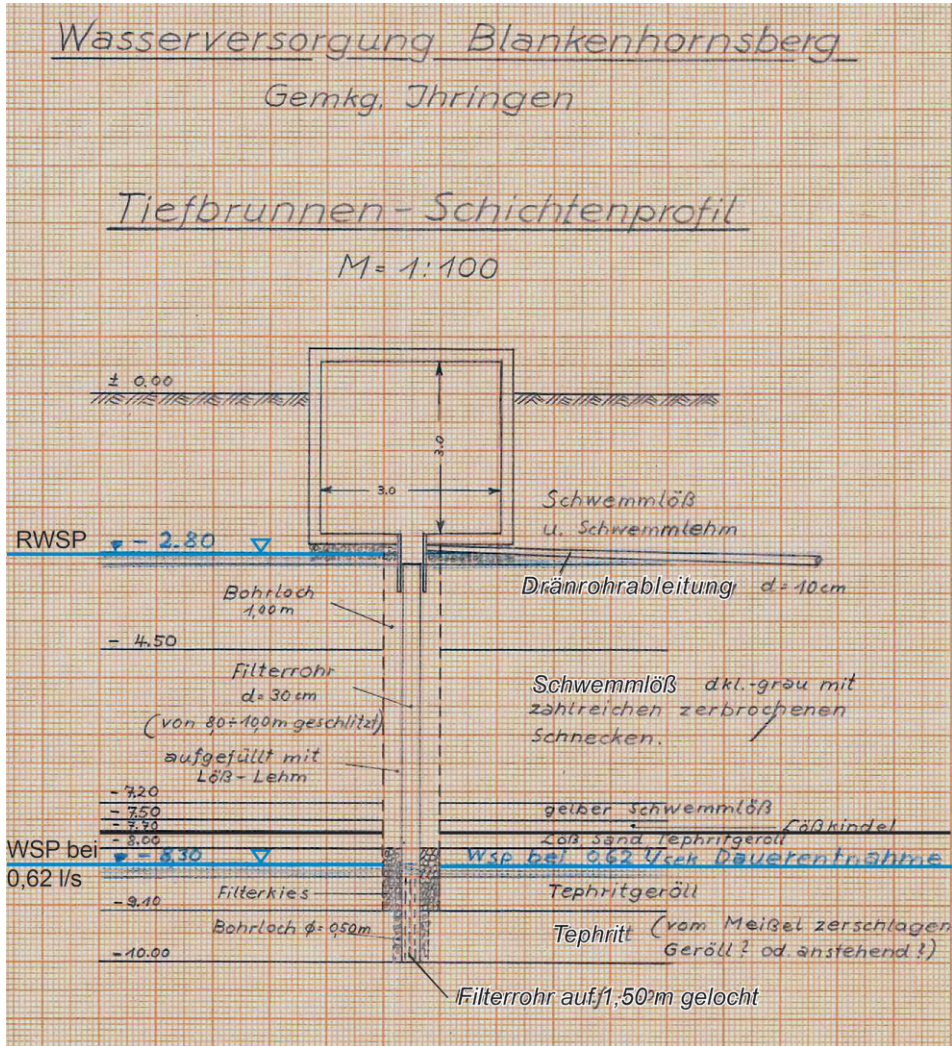 Wasserversorgung Blankenhornsberg
Gemkg. Ihringen
Tiefbrunnen - Schichtenprofil
M = 1:100
± 0.00
3.0
3.0
Schwemmlöß
u. Schwemmlehm
RWSP
- 2.80
Dränrohrableitung d = 10cm
Bohrloch
1,00m
- 4.50
Filterrohr
d = 30cm
(von 8,0÷10,0m geschlitzt)
Schwemmlöß dkl.-grau mit
zahlreichen zerbrochenen
Schnecken.
aufgefüllt mit
Löß-Lehm
- 7.20
gelber Schwemmlöß
- 7.50
- 7.70
Lößkindel
- 8.00
Löß, Sand, Tephritgeröll
WSP bei
0,62 l/s
- 8.30
Wsp bei 0,62 l/sek Dauerentnahme
Filterkies
Tephritgeröll
- 9.10
Bohrloch ϕ = 0,50m
Tephrit (vom Meißel zerschlagen
Geröll? od. anstehend?)
- 10.00
Filterrohr auf 1,50 m gelocht